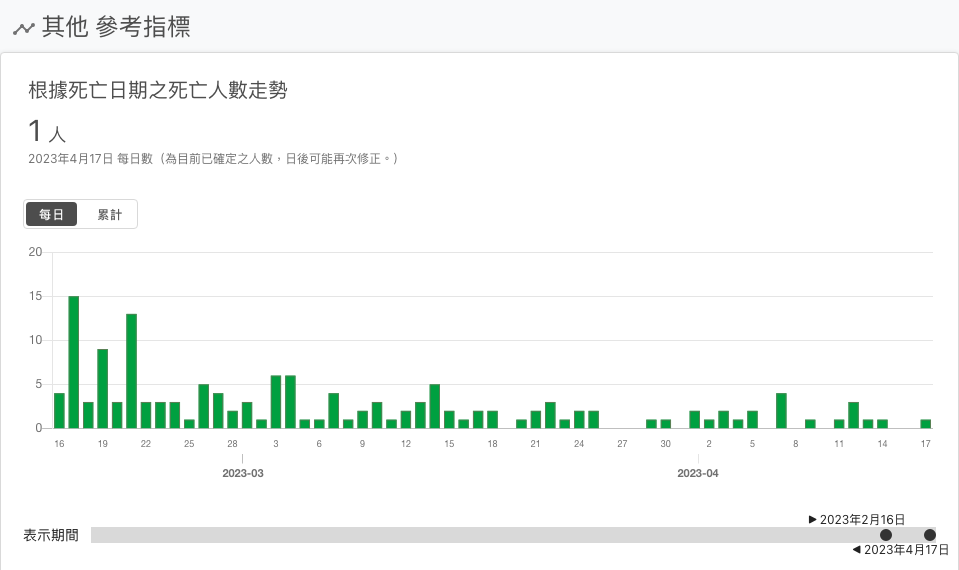 其他 參考指標
根據死亡日期之死亡人數走勢
1 人
2023年4月17日 每日數（為目前已確定之人數，日後可能再次修正。）
每日 累計
20
15
10
5
0
16 19 22 25 28 3 6 9 12 15 18 21 24 27 30 2 5 8 11 14 17
2023-03 2023-04
▶ 2023年2月16日
表示期間
◀ 2023年4月17日